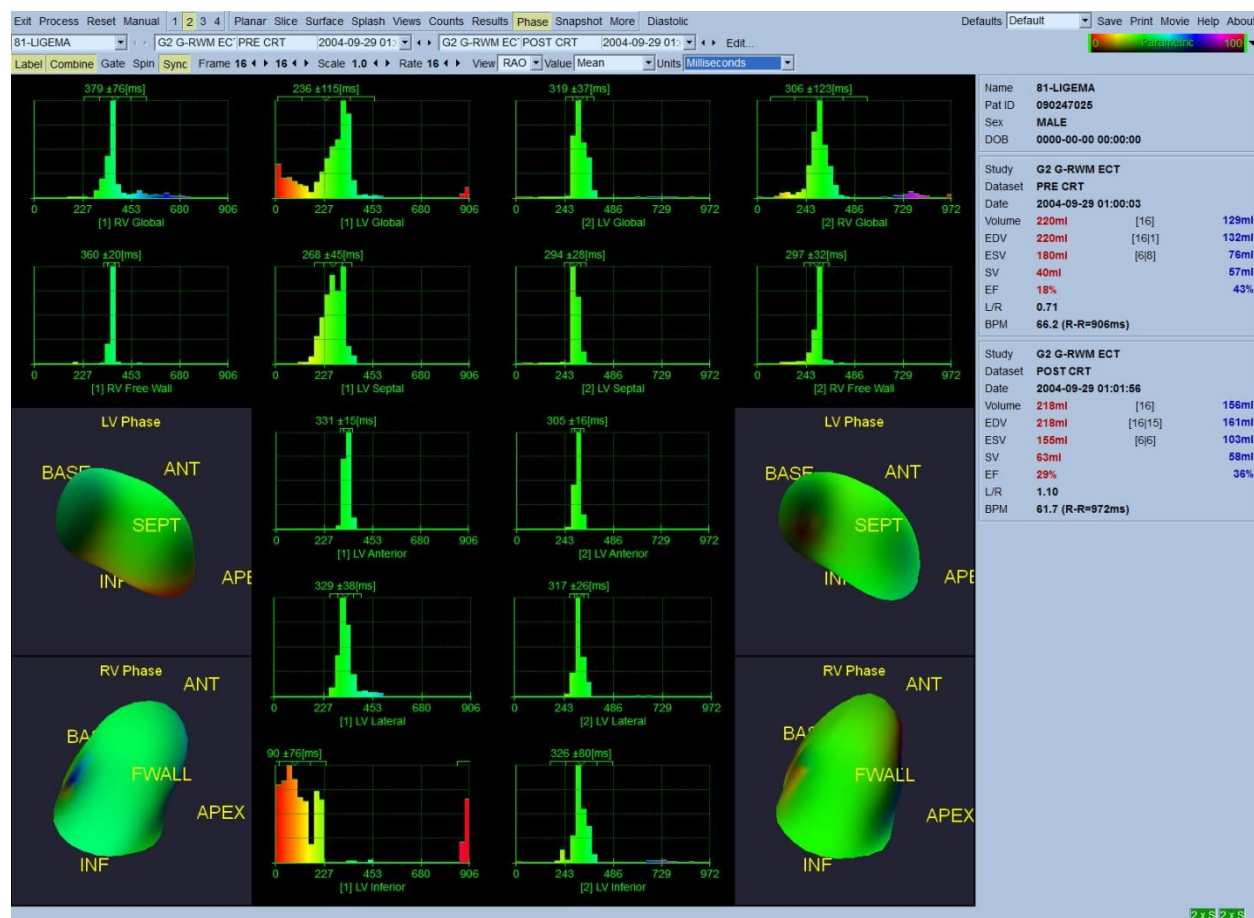 Exit Process Reset Manual 1 2 3 4 Planar Slice Surface Splash Views Counts Results Phase Snapshot More Diastolic Defaults Default Save Print Movie Help About
81-LIGEMA G2 G-RWM EC PRE CRT 2004-09-29 01: G2 G-RWM EC POST CRT 2004-09-29 01: Edit...
0 Parametric 100
Label Combine Gate Spin Sync Frame 16 16 Scale 1.0 Rate 16 View RAO Value Mean Units Milliseconds
379 ±76[ms] 236 ±115[ms] 319 ±37[ms] 306 ±123[ms]
0 227 453 680 906 0 227 453 680 906 0 243 486 729 972 0 243 486 729 972
[1] RV Global [1] LV Global [2] LV Global [2] RV Global
360 ±20[ms] 268 ±45[ms] 294 ±28[ms] 297 ±32[ms]
0 227 453 680 906 0 227 453 680 906 0 243 486 729 972 0 243 486 729 972
[1] RV Free Wall [1] LV Septal [2] LV Septal [2] RV Free Wall
LV Phase
BASE ANT
SEPT
INF APE
331 ±15[ms] 305 ±16[ms]
0 227 453 680 906 0 243 486 729 972
[1] LV Anterior [2] LV Anterior
LV Phase
BASE ANT
SEPT
INF APE
329 ±38[ms] 317 ±26[ms]
0 227 453 680 906 0 243 486 729 972
[1] LV Lateral [2] LV Lateral
RV Phase
ANT
BA
FWALL
APEX
INF
90 ±76[ms] 326 ±80[ms]
0 227 453 680 906 0 243 486 729 972
[1] LV Inferior [2] LV Inferior
RV Phase
ANT
BA
FWALL
APEX
INF
Name 81-LIGEMA
Pat ID 090247025
Sex MALE
DOB 0000-00-00 00:00:00
Study G2 G-RWM ECT
Dataset PRE CRT
Date 2004-09-29 01:00:03
Volume 220ml [16] 129ml
EDV 220ml [16|1] 132ml
ESV 180ml [6|8] 76ml
SV 40ml 57ml
EF 18% 43%
L/R 0.71
BPM 66.2 (R-R=906ms)
Study G2 G-RWM ECT
Dataset POST CRT
Date 2004-09-29 01:01:56
Volume 218ml [16] 156ml
EDV 218ml [16|15] 161ml
ESV 155ml [6|6] 103ml
SV 63ml 58ml
EF 29% 36%
L/R 1.10
BPM 61.7 (R-R=972ms)
2 x S 2 x S